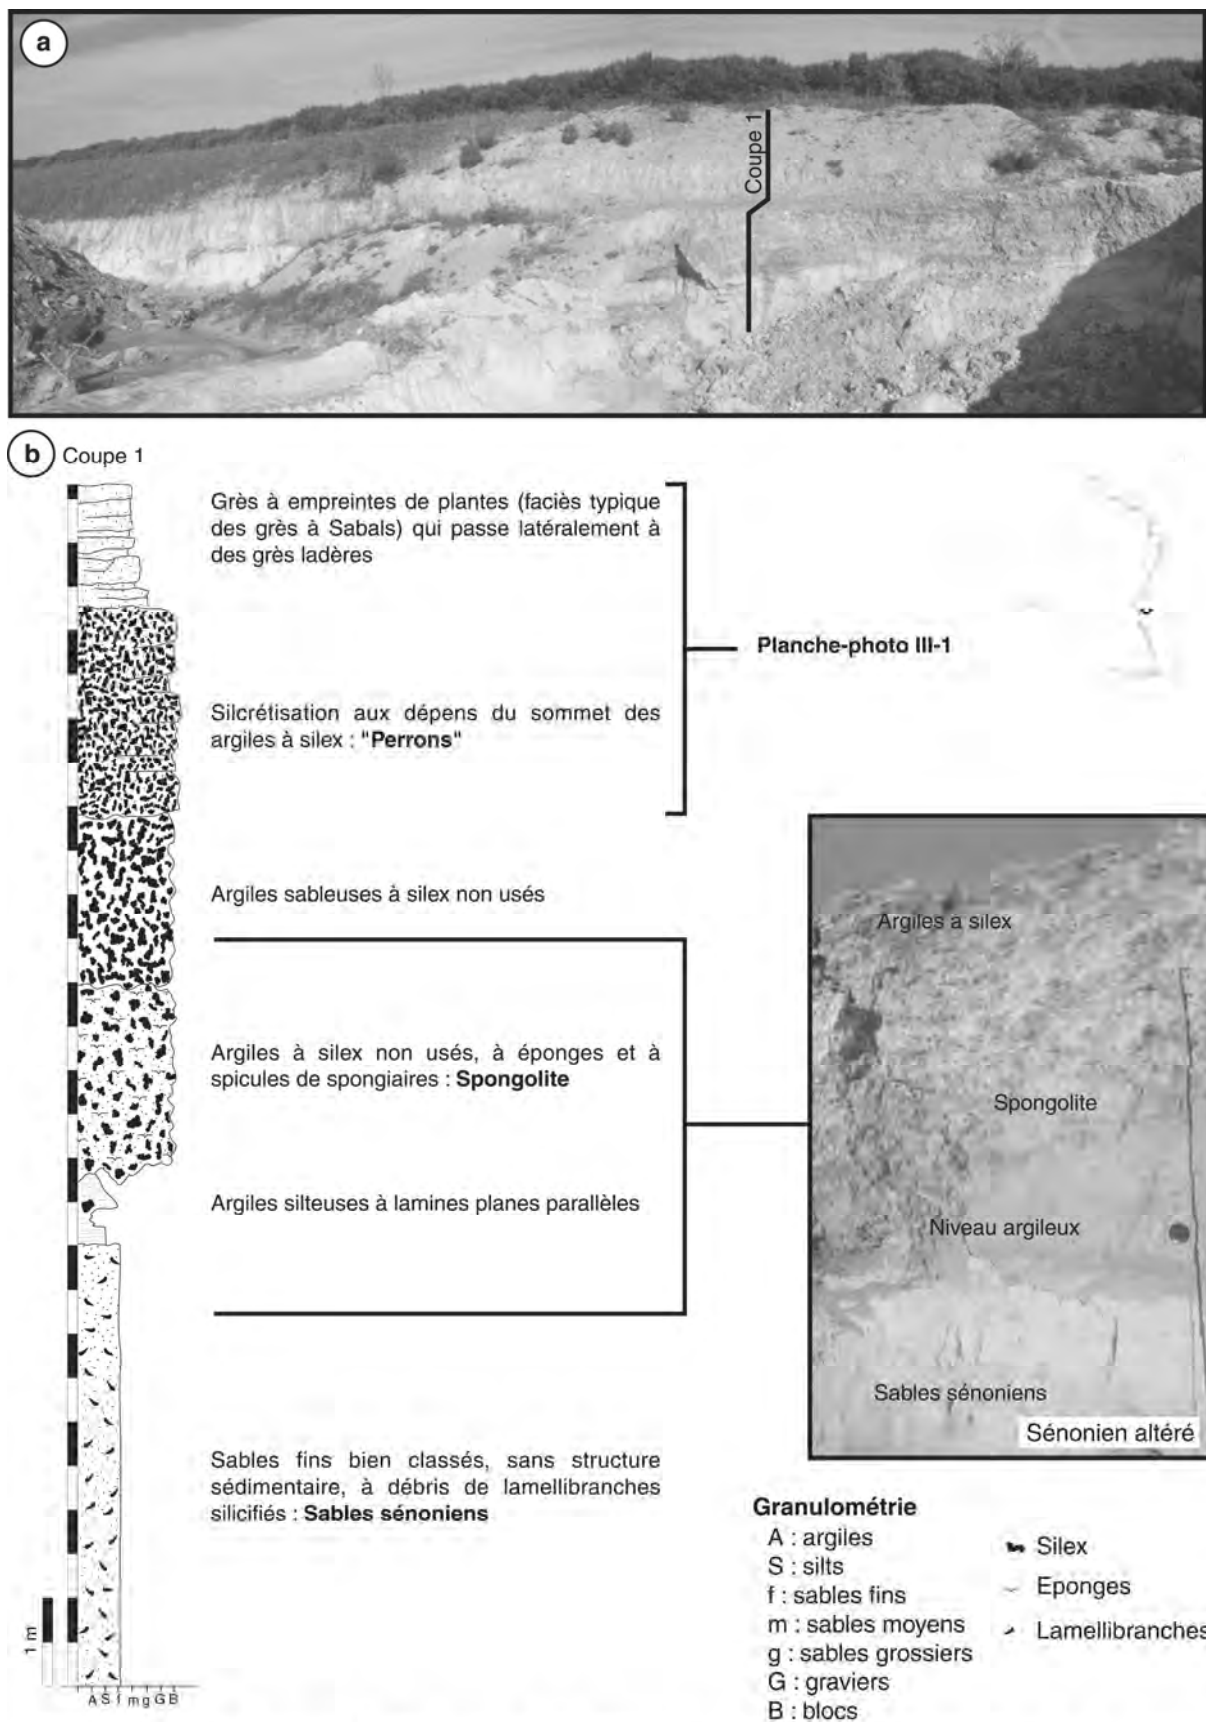 a
Coupe 1
b
Coupe 1
Grès à empreintes de plantes (faciès typique
des grès à Sabals) qui passe latéralement à
des grès ladères
Planche-photo III-1
Silcrétisation aux dépens du sommet des
argiles à silex : "Perrons"
Argiles sableuses à silex non usés
Argiles à silex non usés, à éponges et à
spicules de spongiaires : Spongolite
Argiles silteuses à lamines planes parallèles
Sables fins bien classés, sans structure
sédimentaire, à débris de lamellibranches
silicifiés : Sables sénoniens
1 m
A S f m g G B
Argiles a silex
Spongolite
Niveau argileux
Sables sénoniens
Sénonien altéré
Granulométrie
A : argiles
S : silts
f : sables fins
m : sables moyens
g : sables grossiers
G : graviers
B : blocs
Silex
Eponges
Lamellibranches